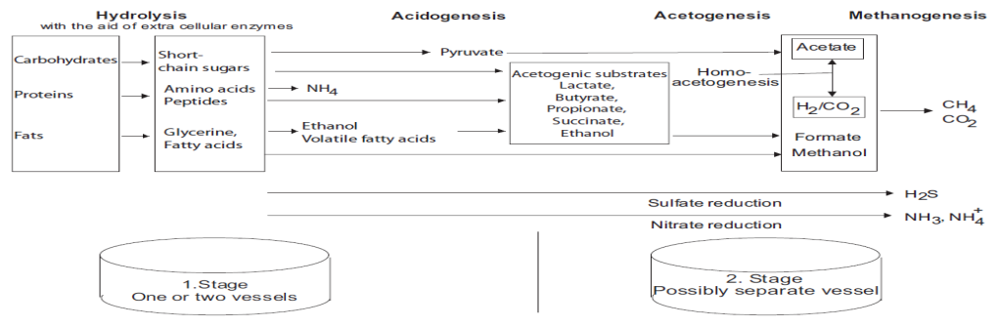 Hydrolysis
with the aid of extra cellular enzymes
Acidogenesis
Acetogenesis
Methanogenesis
Carbohydrates
Proteins
Fats
Short-
chain sugars
Amino acids
Peptides
Glycerine,
Fatty acids
Pyruvate
NH4
Ethanol
Volatile fatty acids
Acetogenic substrates
Lactate,
Butyrate,
Propionate,
Succinate,
Ethanol
Homo-
acetogenesis
Acetate
H2/CO2
Formate
Methanol
CH4
CO2
H2S
Sulfate reduction
NH3, NH4+
Nitrate reduction
1.Stage
One or two vessels
2. Stage
Possibly separate vessel